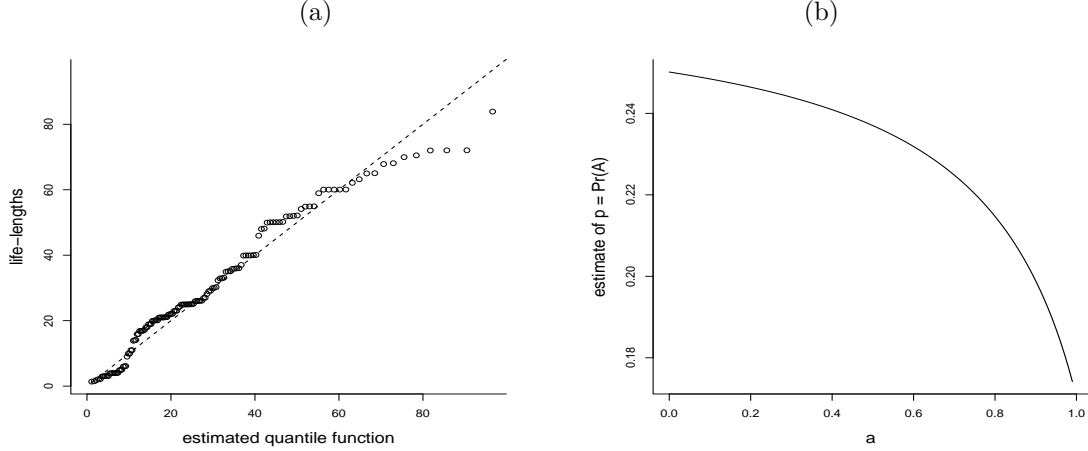 (a)
(b)
life−lengths
80
60
40
20
0
0 20 40 60 80
estimated quantile function
estimate of p = Pr(A)
0.24
0.22
0.20
0.18
0.0 0.2 0.4 0.6 0.8 1.0
a